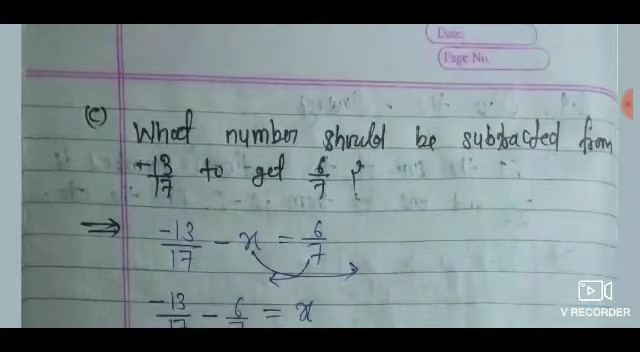 Date:
Page No.
(c) What number should be subtracted from
-13/17 to get 6/7 ?
⇒ -13/17 - x = 6/7
-13/17 - 6/7 = x
V RECORDER